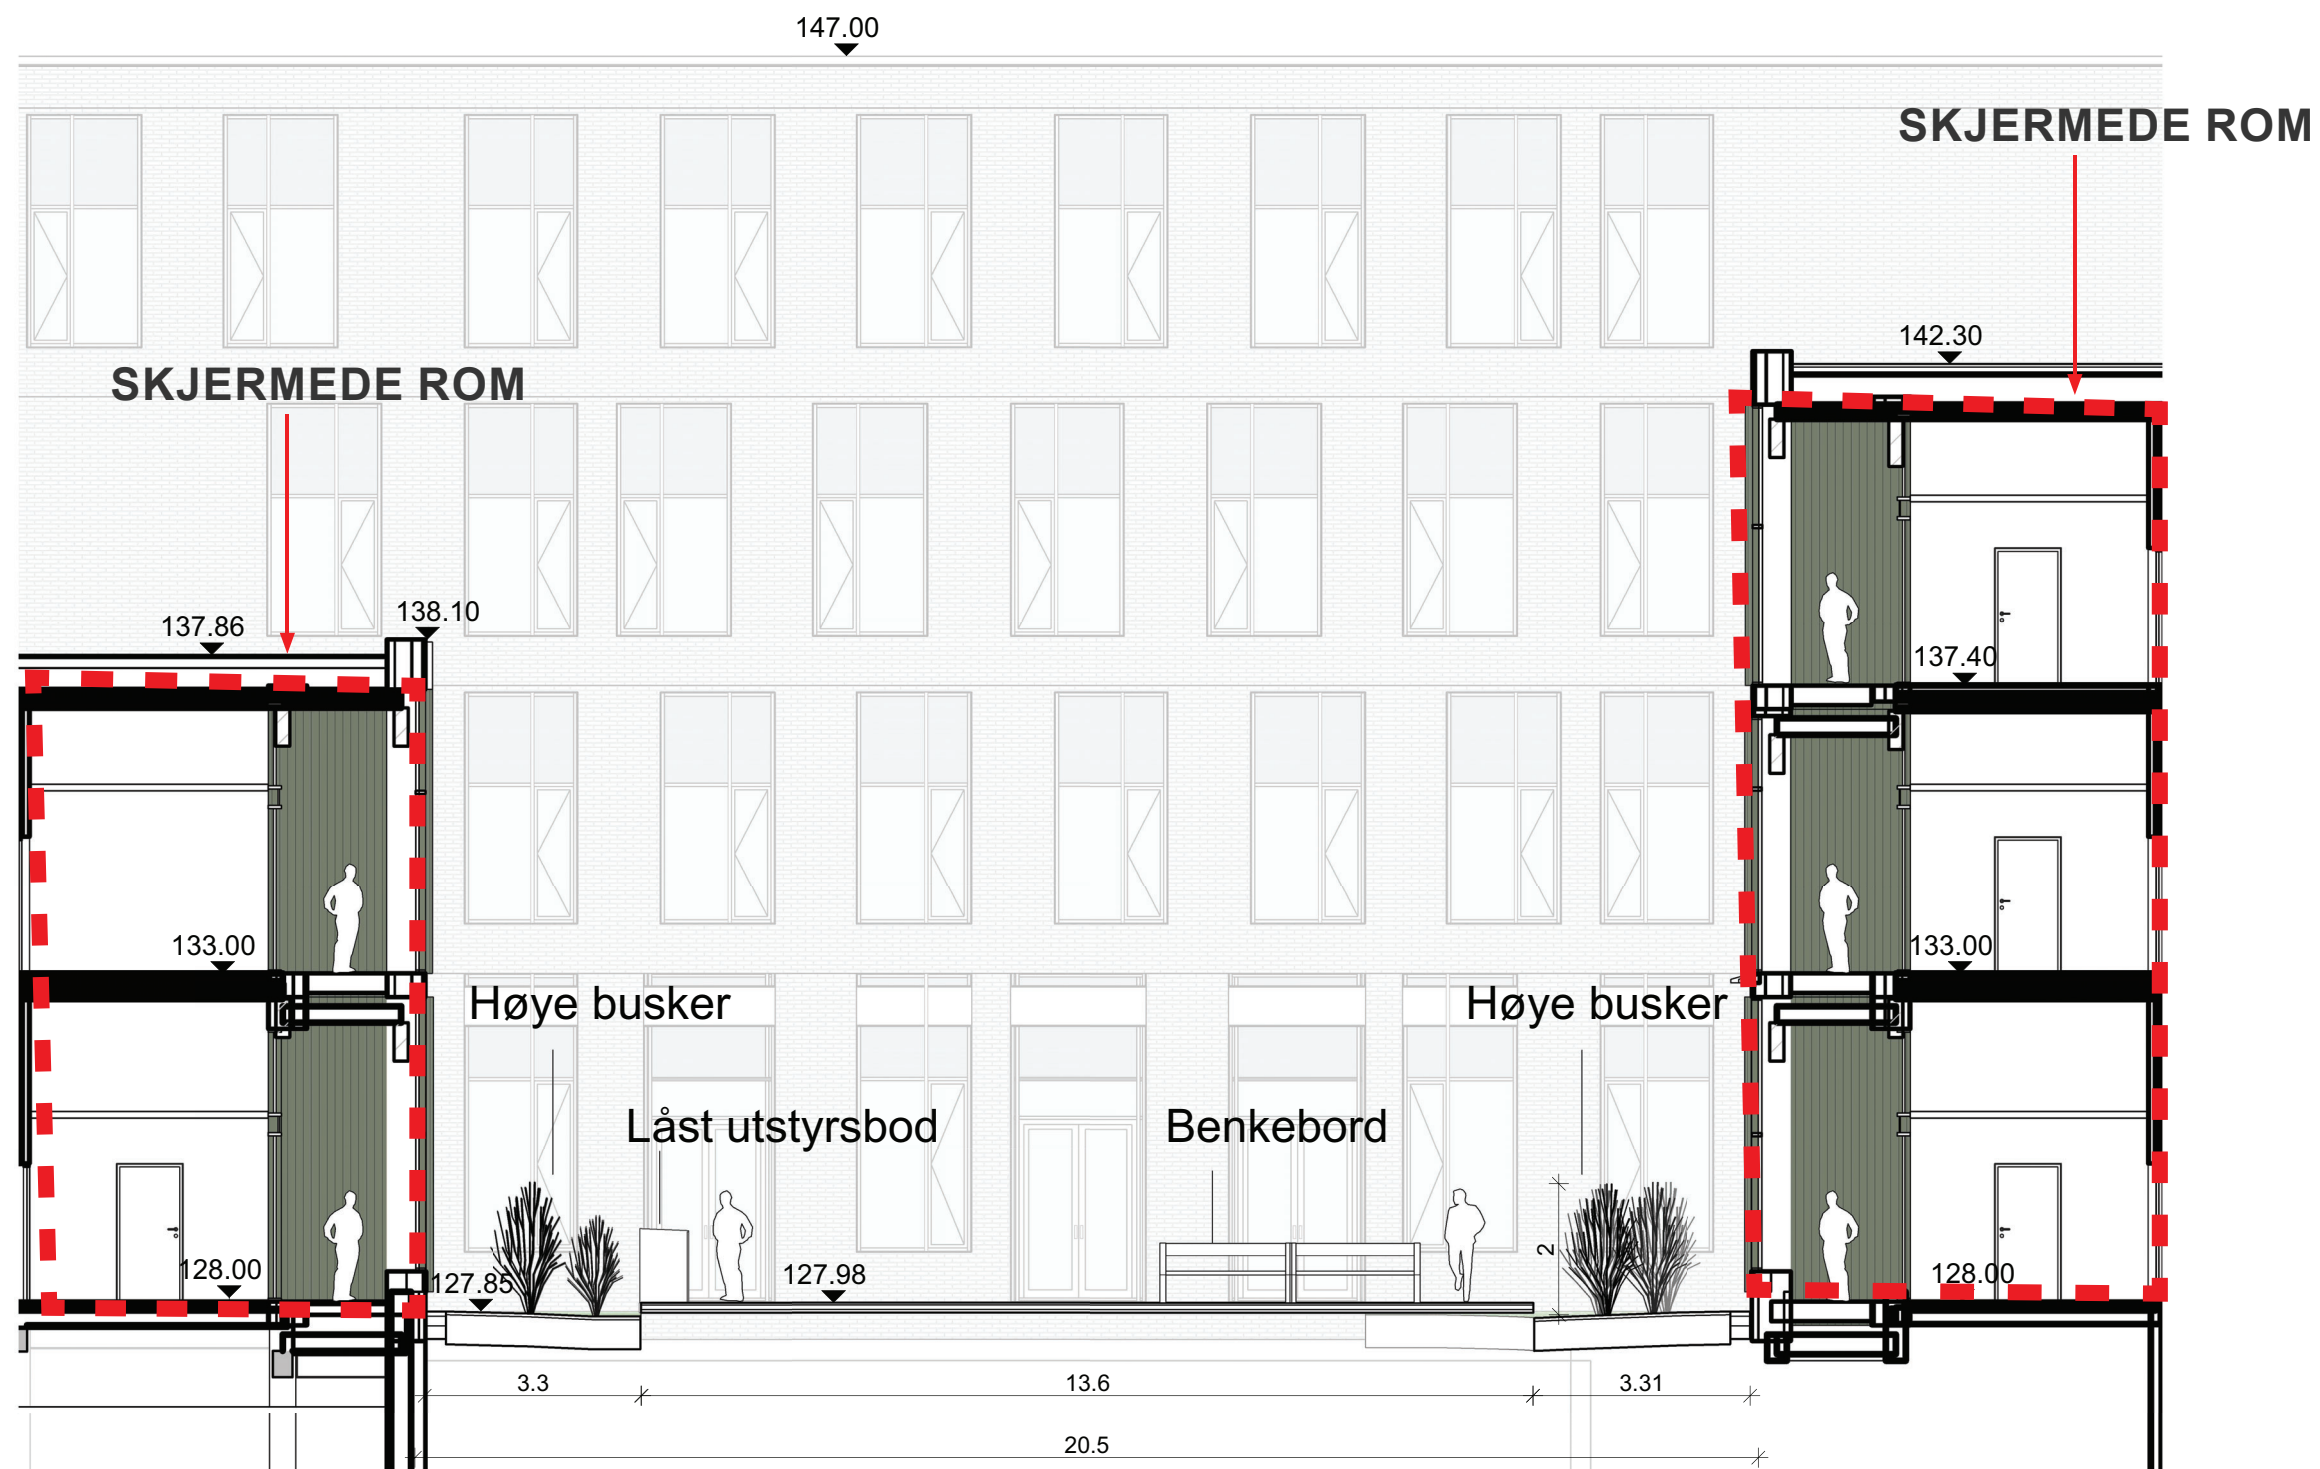 147.00
SKJERMEDE ROM
142.30
SKJERMEDE ROM
138.10
137.86
137.40
133.00
133.00
Høye busker
Høye busker
Låst utstyrsbod
Benkebord
2
128.00
127.85
127.98
128.00
3.3
13.6
3.31
20.5